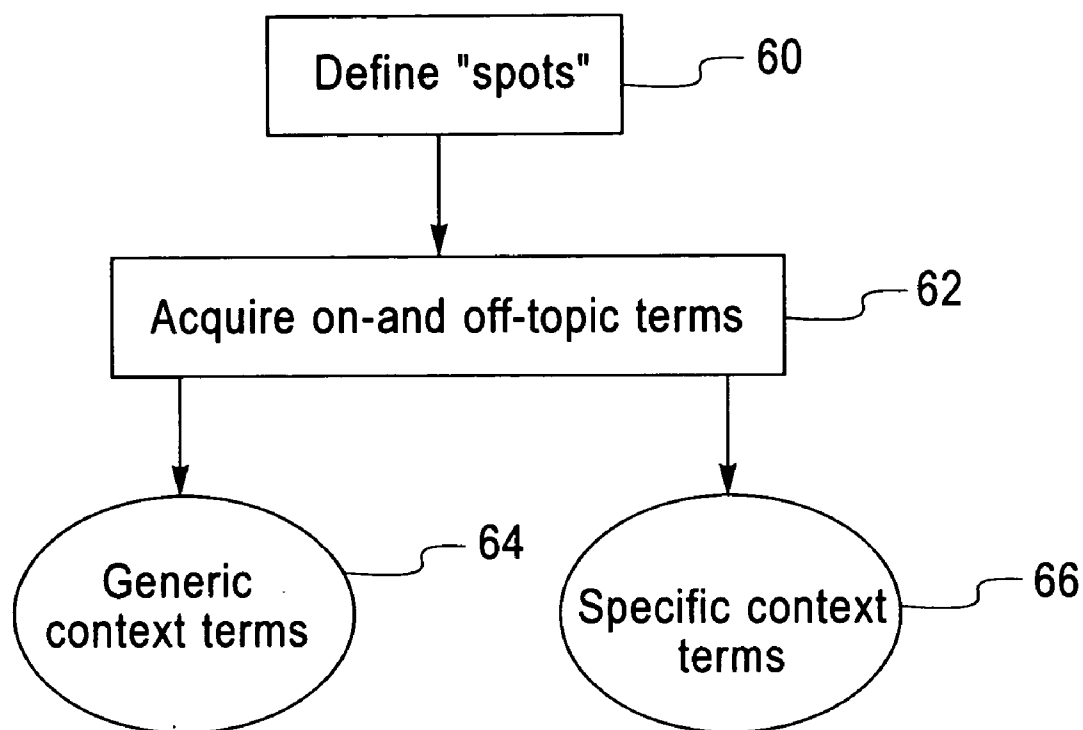 Define "spots"
60
Acquire on-and off-topic terms
62
Generic
context terms
64
Specific context
terms
66